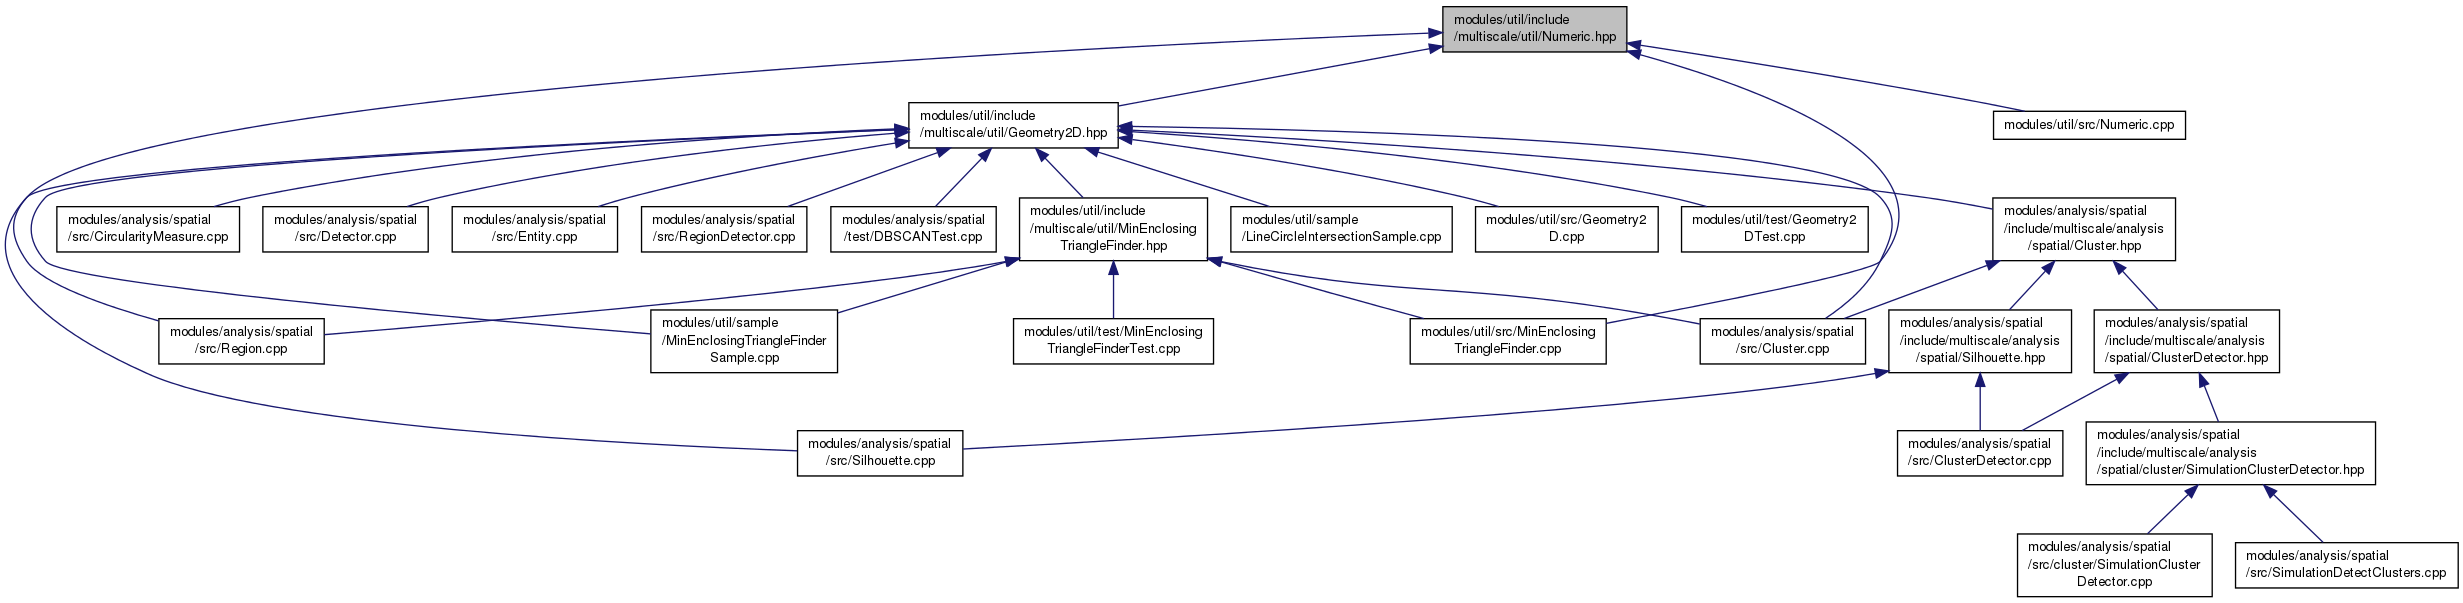 modules/util/include
/multiscale/util/Numeric.hpp
modules/util/include
/multiscale/util/Geometry2D.hpp
modules/util/src/Numeric.cpp
modules/analysis/spatial
/src/CircularityMeasure.cpp
modules/analysis/spatial
/src/Detector.cpp
modules/analysis/spatial
/src/Entity.cpp
modules/analysis/spatial
/src/RegionDetector.cpp
modules/analysis/spatial
/test/DBSCANTest.cpp
modules/util/include
/multiscale/util/MinEnclosing
TriangleFinder.hpp
modules/util/sample
/LineCircleIntersectionSample.cpp
modules/util/src/Geometry2
D.cpp
modules/util/test/Geometry2
DTest.cpp
modules/analysis/spatial
/include/multiscale/analysis
/spatial/Cluster.hpp
modules/analysis/spatial
/src/Region.cpp
modules/util/sample
/MinEnclosingTriangleFinder
Sample.cpp
modules/util/test/MinEnclosing
TriangleFinderTest.cpp
modules/util/src/MinEnclosing
TriangleFinder.cpp
modules/analysis/spatial
/src/Cluster.cpp
modules/analysis/spatial
/include/multiscale/analysis
/spatial/Silhouette.hpp
modules/analysis/spatial
/include/multiscale/analysis
/spatial/ClusterDetector.hpp
modules/analysis/spatial
/src/Silhouette.cpp
modules/analysis/spatial
/src/ClusterDetector.cpp
modules/analysis/spatial
/include/multiscale/analysis
/spatial/cluster/SimulationClusterDetector.hpp
modules/analysis/spatial
/src/cluster/SimulationCluster
Detector.cpp
modules/analysis/spatial
/src/SimulationDetectClusters.cpp